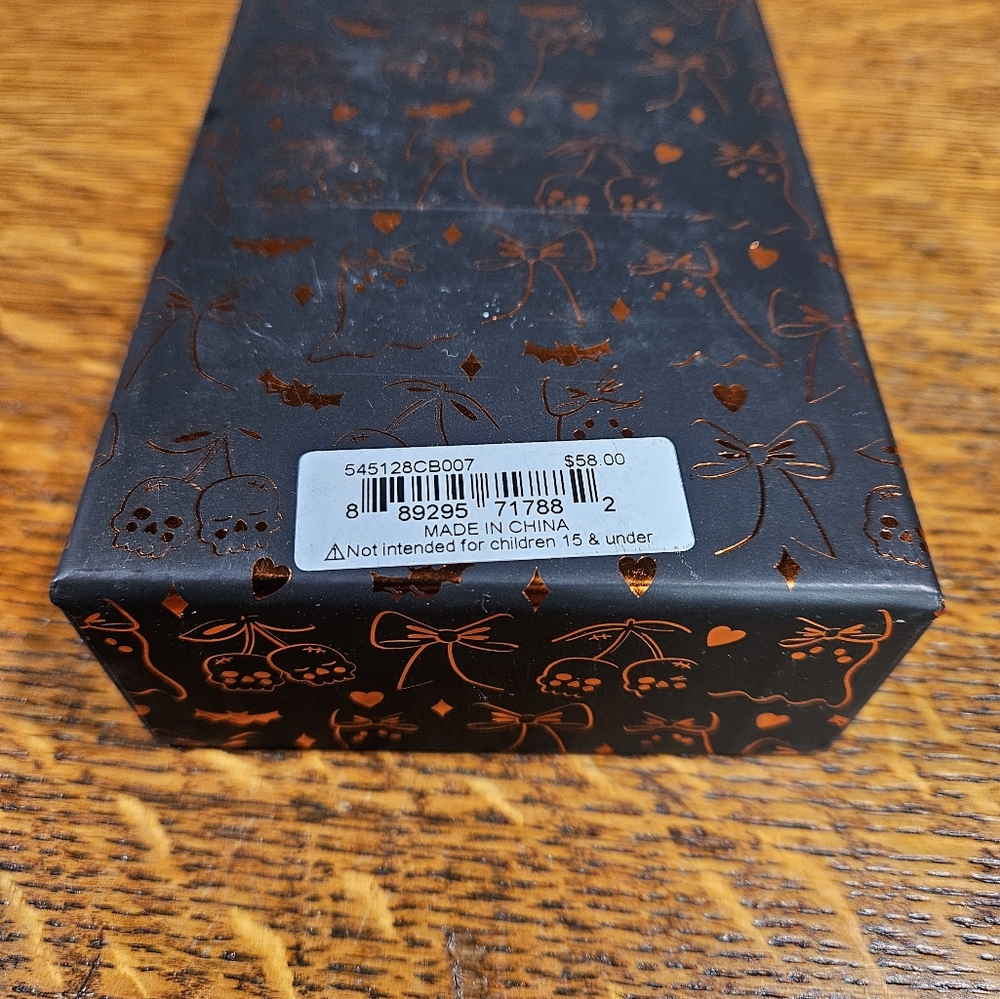 545128CB007 $58.00
8 89295 71788 2
MADE IN CHINA
⚠Not intended for children 15 & under